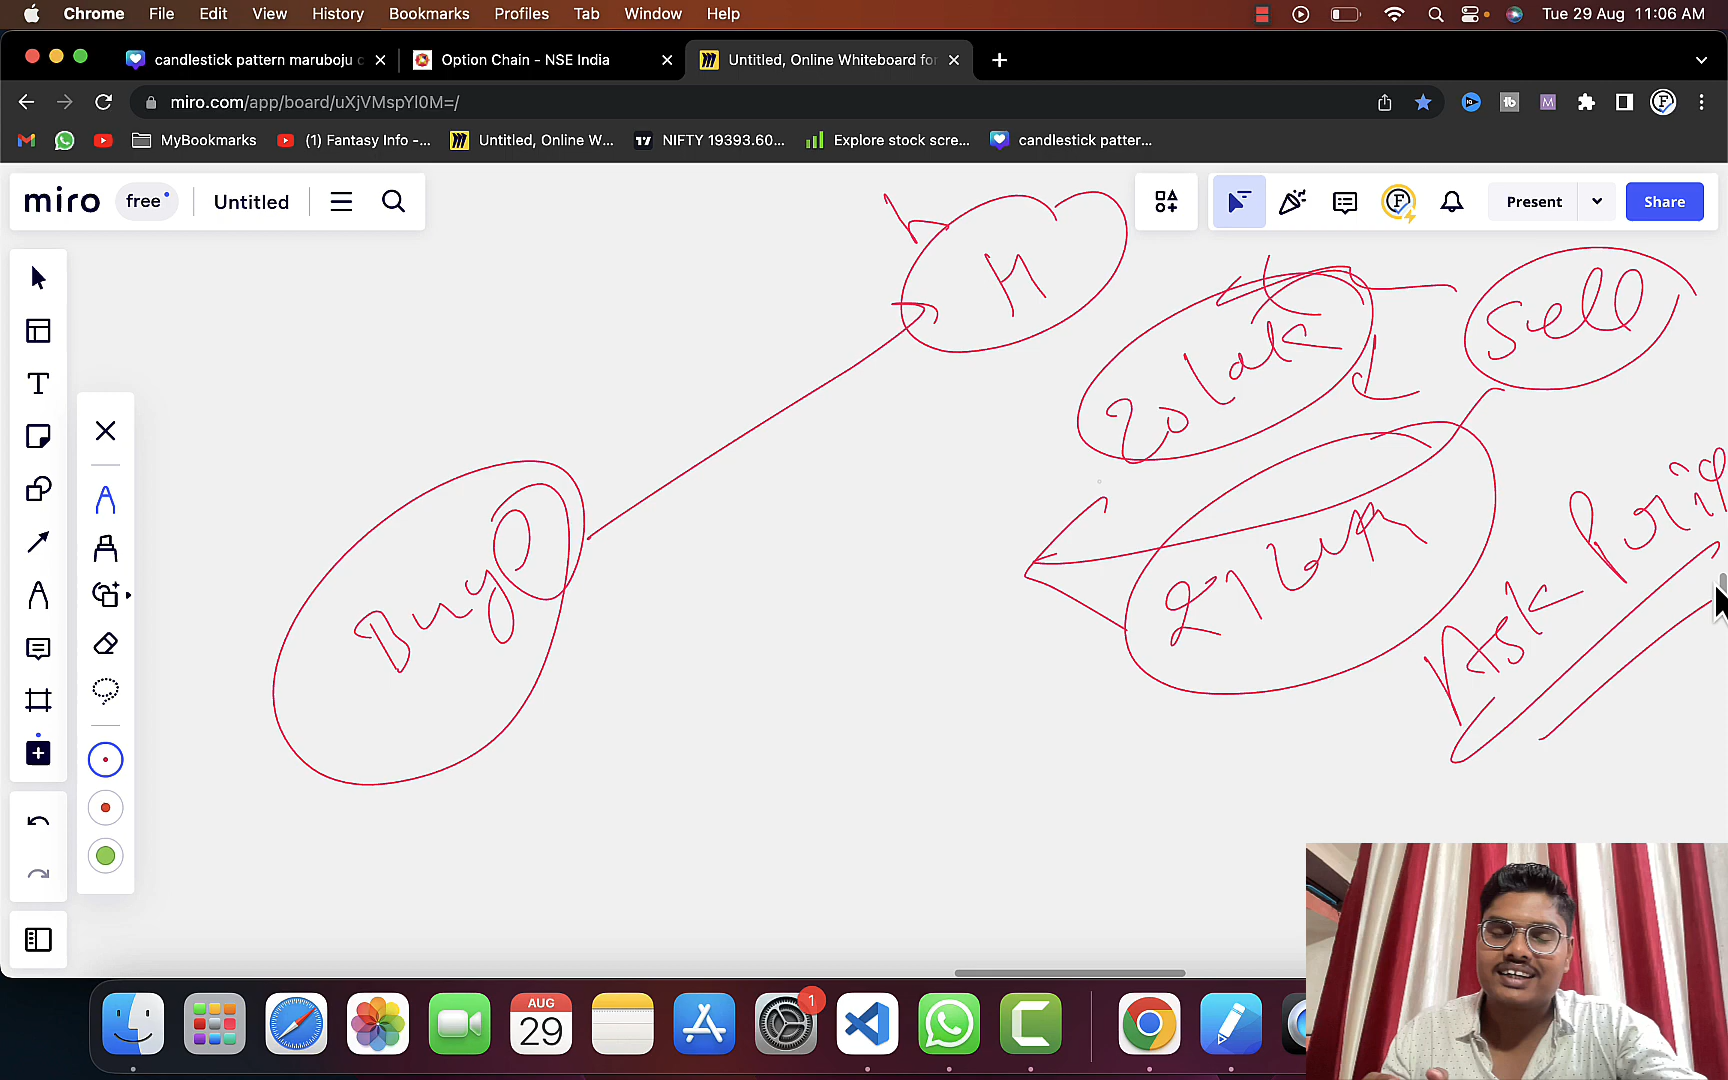 Chrome File Edit View History Bookmarks Profiles Tab Window Help Tue 29 Aug 11:06 AM
candlestick pattern maruboju c Option Chain - NSE India Untitled, Online Whiteboard for
miro.com/app/board/uXjVMspYI0M=/
MyBookmarks (1) Fantasy Info -... Untitled, Online W... NIFTY 19393.60... Explore stock scre... candlestick patter...
miro free Untitled Present Share
H
Sell
20 lakh
Buy
21 lakh
Ask
AUG
29
1